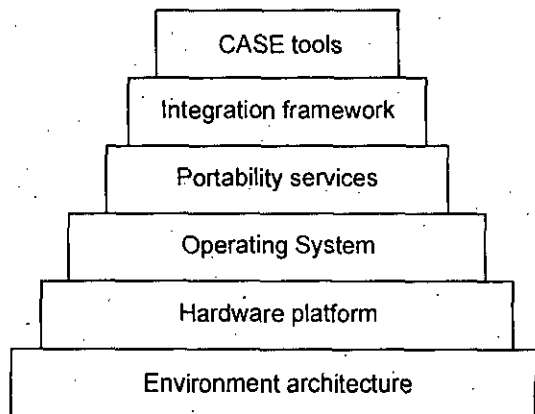 CASE tools
Integration framework
Portability services
Operating System
Hardware platform
Environment architecture